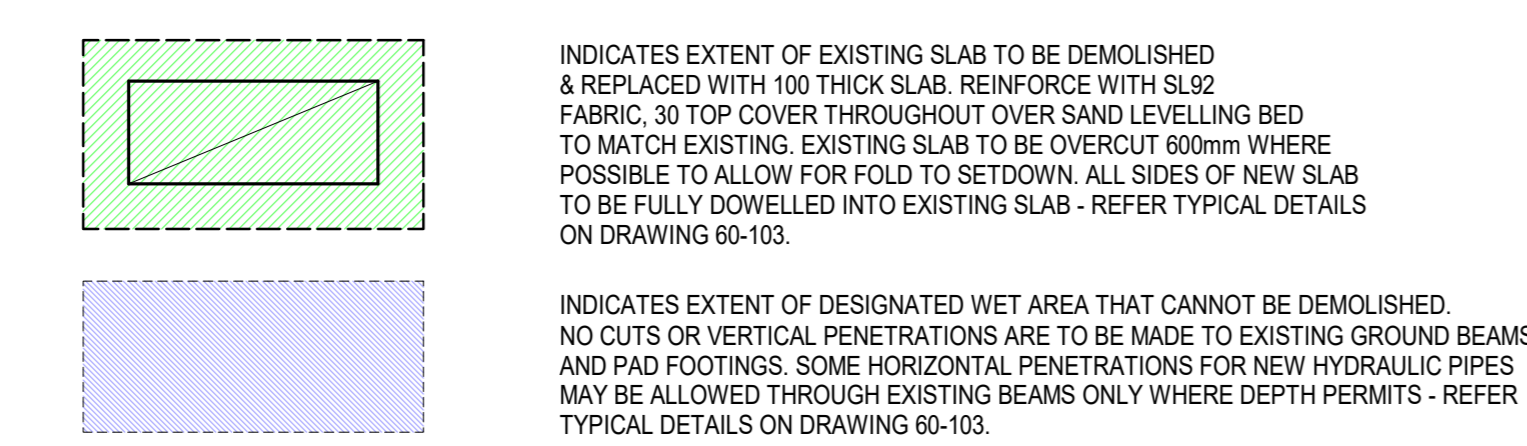 INDICATES EXTENT OF EXISTING SLAB TO BE DEMOLISHED
& REPLACED WITH 100 THICK SLAB. REINFORCE WITH SL92
FABRIC, 30 TOP COVER THROUGHOUT OVER SAND LEVELLING BED
TO MATCH EXISTING. EXISTING SLAB TO BE OVERCUT 600mm WHERE
POSSIBLE TO ALLOW FOR FOLD TO SETDOWN. ALL SIDES OF NEW SLAB
TO BE FULLY DOWELLED INTO EXISTING SLAB - REFER TYPICAL DETAILS
ON DRAWING 60-103.
INDICATES EXTENT OF DESIGNATED WET AREA THAT CANNOT BE DEMOLISHED.
NO CUTS OR VERTICAL PENETRATIONS ARE TO BE MADE TO EXISTING GROUND BEAMS
AND PAD FOOTINGS. SOME HORIZONTAL PENETRATIONS FOR NEW HYDRAULIC PIPES
MAY BE ALLOWED THROUGH EXISTING BEAMS ONLY WHERE DEPTH PERMITS - REFER
TYPICAL DETAILS ON DRAWING 60-103.